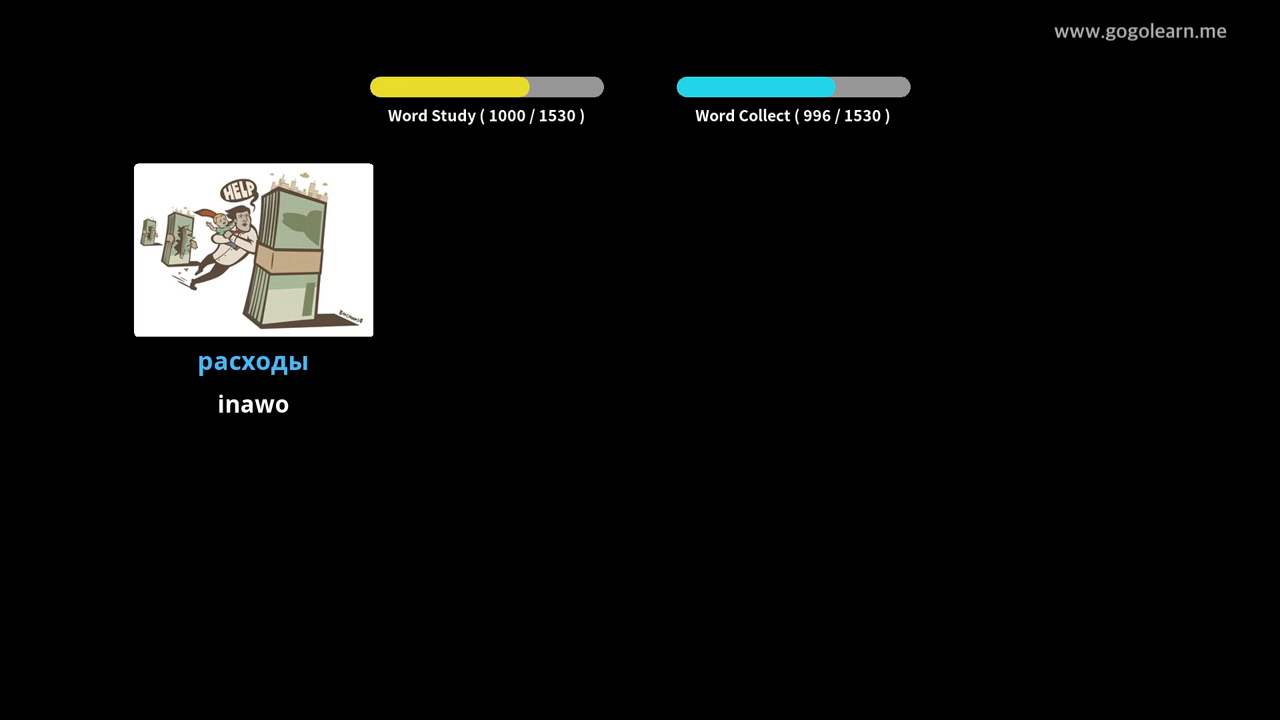 www.gogolearn.me
Word Study ( 1000 / 1530 )
Word Collect ( 996 / 1530 )
HELP
расходы
inawo